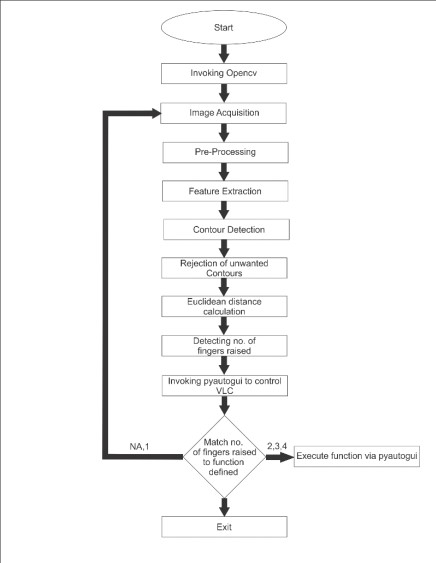 Start
Invoking Opencv
Image Acquisition
Pre-Processing
Feature Extraction
Contour Detection
Rejection of unwanted
Contours
Euclidean distance
calculation
Detecting no. of
fingers raised
Invoking pyautogui to control
VLC
NA,1
Match no.
of fingers raised
to function
defined
2,3,4
Execute function via pyautogui
Exit